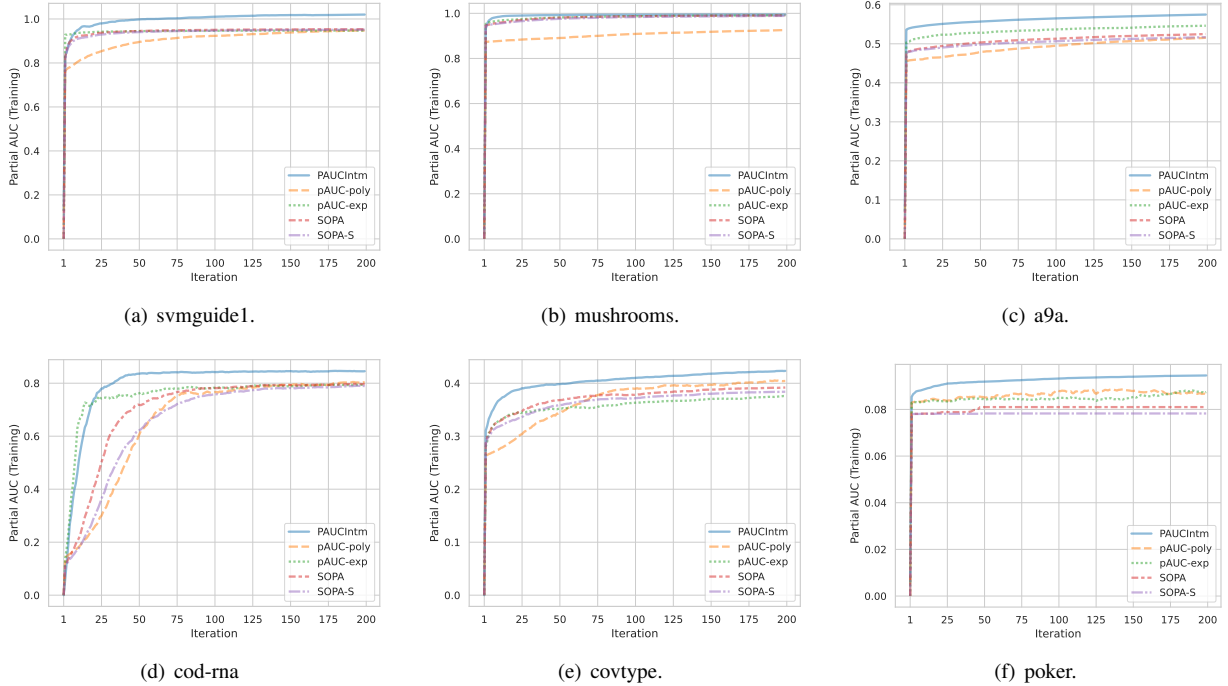 Partial AUC (Training)
1.0
0.8
0.6
0.4
0.2
0.0
PAUCIntm
pAUC-poly
pAUC-exp
SOPA
SOPA-S
1 25 50 75 100 125 150 175 200
Iteration
(a) svmguide1.
Partial AUC (Training)
1.0
0.8
0.6
0.4
0.2
0.0
PAUCIntm
pAUC-poly
pAUC-exp
SOPA
SOPA-S
1 25 50 75 100 125 150 175 200
Iteration
(b) mushrooms.
Partial AUC (Training)
0.6
0.5
0.4
0.3
0.2
0.1
0.0
PAUCIntm
pAUC-poly
pAUC-exp
SOPA
SOPA-S
1 25 50 75 100 125 150 175 200
Iteration
(c) a9a.
Partial AUC (Training)
0.8
0.6
0.4
0.2
0.0
PAUCIntm
pAUC-poly
pAUC-exp
SOPA
SOPA-S
1 25 50 75 100 125 150 175 200
Iteration
(d) cod-rna
Partial AUC (Training)
0.4
0.3
0.2
0.1
0.0
PAUCIntm
pAUC-poly
pAUC-exp
SOPA
SOPA-S
1 25 50 75 100 125 150 175 200
Iteration
(e) covtype.
Partial AUC (Training)
0.08
0.06
0.04
0.02
0.00
PAUCIntm
pAUC-poly
pAUC-exp
SOPA
SOPA-S
1 25 50 75 100 125 150 175 200
Iteration
(f) poker.